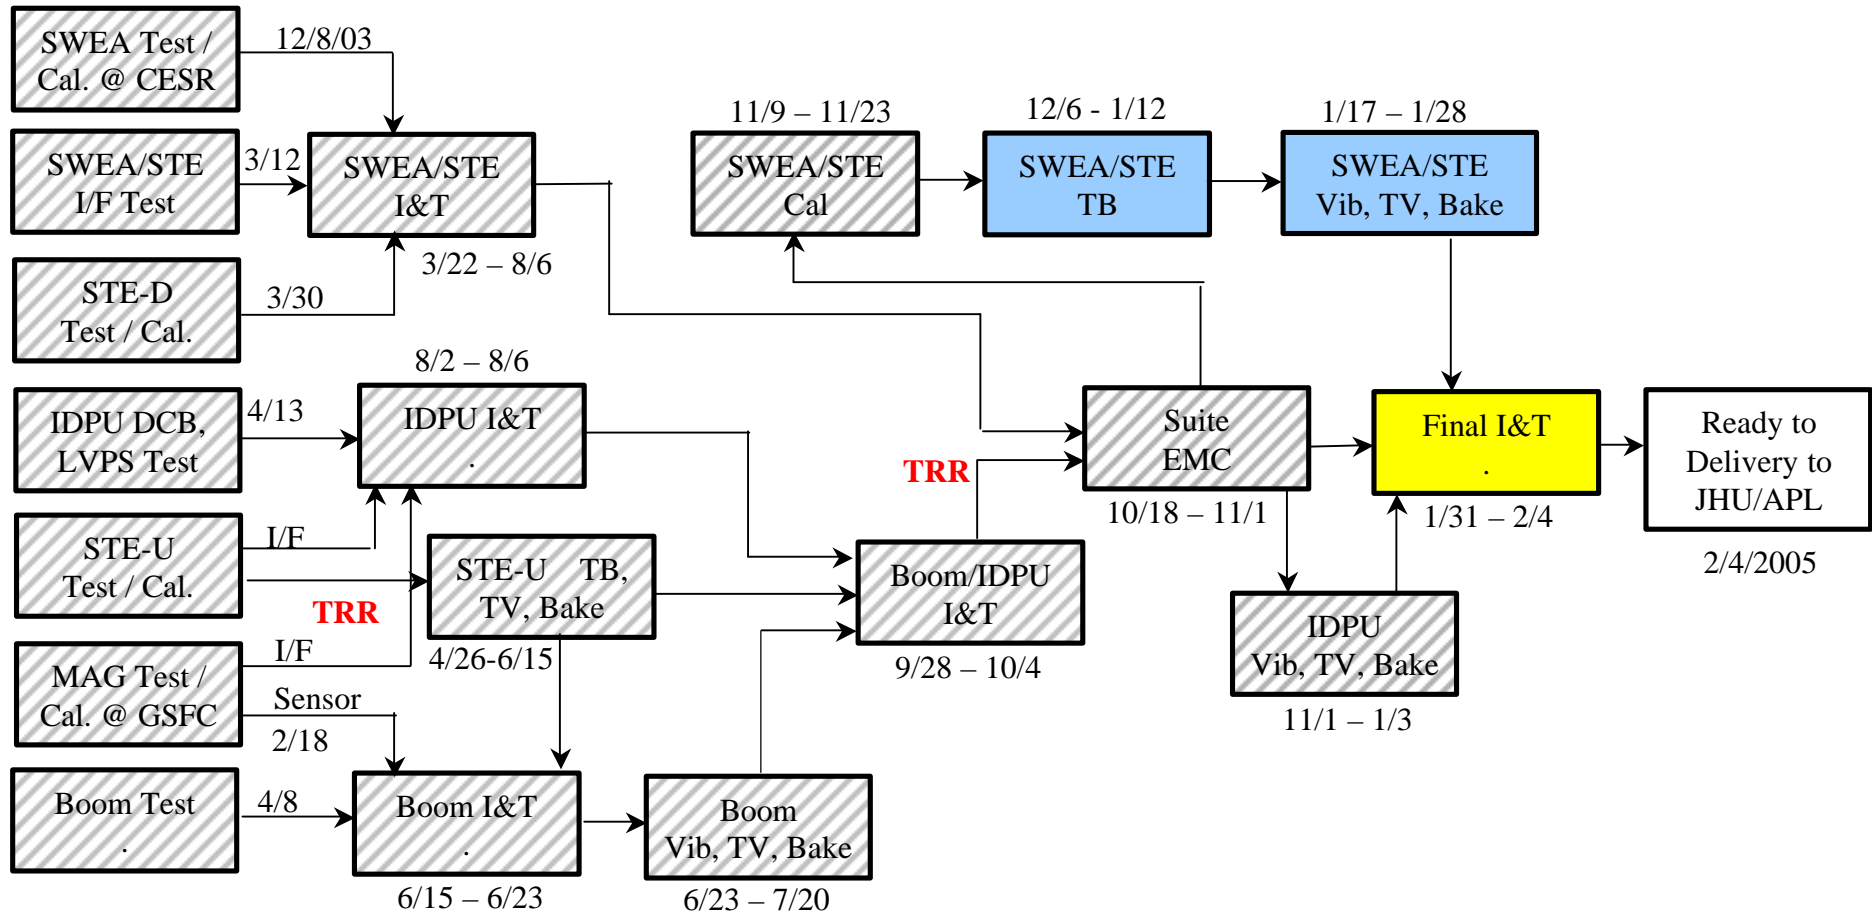 SWEA Test /
Cal. @ CESR
12/8/03
SWEA/STE
I/F Test
3/12
SWEA/STE
I&T
3/22 – 8/6
STE-D
Test / Cal.
3/30
11/9 – 11/23
SWEA/STE
Cal
12/6 - 1/12
SWEA/STE
TB
1/17 – 1/28
SWEA/STE
Vib, TV, Bake
IDPU DCB,
LVPS Test
4/13
8/2 – 8/6
IDPU I&T
.
STE-U
Test / Cal.
I/F
TRR
STE-U TB,
TV, Bake
4/26-6/15
MAG Test /
Cal. @ GSFC
I/F
Sensor
2/18
Boom Test
.
4/8
Boom I&T
.
6/15 – 6/23
Boom
Vib, TV, Bake
6/23 – 7/20
Boom/IDPU
I&T
9/28 – 10/4
TRR
Suite
EMC
10/18 – 11/1
IDPU
Vib, TV, Bake
11/1 – 1/3
Final I&T
.
1/31 – 2/4
Ready to
Delivery to
JHU/APL
2/4/2005